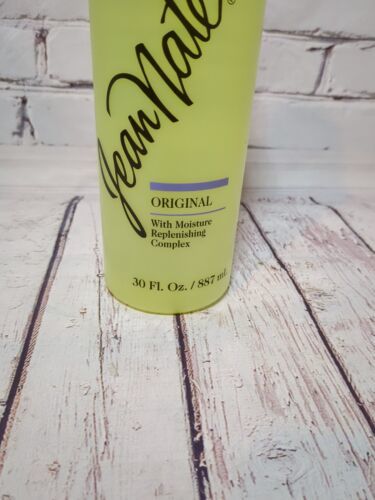 Jean Naté®
ORIGINAL
With Moisture
Replenishing
Complex
30 Fl. Oz. / 887 mL